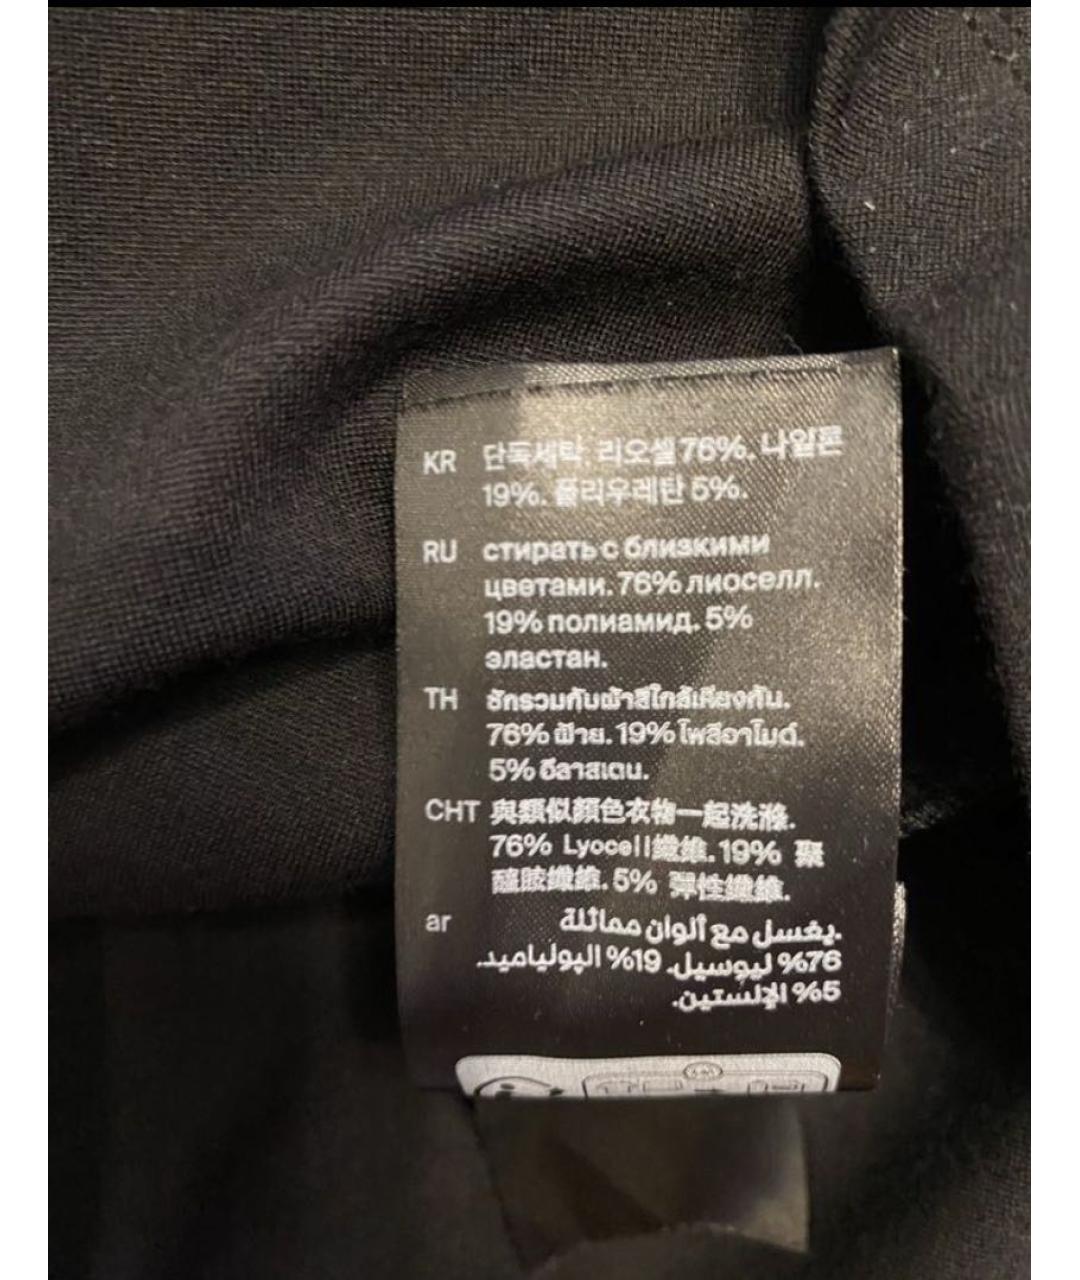 KR 단독세탁. 리오셀 76%. 나일론
19%. 폴리우레탄 5%.
RU стирать с близкими
цветами. 76% лиоселл.
19% полиамид. 5%
эластан.
TH ซักรวมกับผ้าสีใกล้เคียงกัน.
76% ฝ้าย. 19% โพลีอาไมด์.
5% อีลาสเตน.
CHT 與類似顏色衣物一起洗滌.
76% Lyocell纖維. 19% 聚
醯胺纖維. 5% 彈性纖維.
ar يغسل مع ألوان مماثلة.
76% ليوسيل. 19% البولياميد.
5% الإلستين.